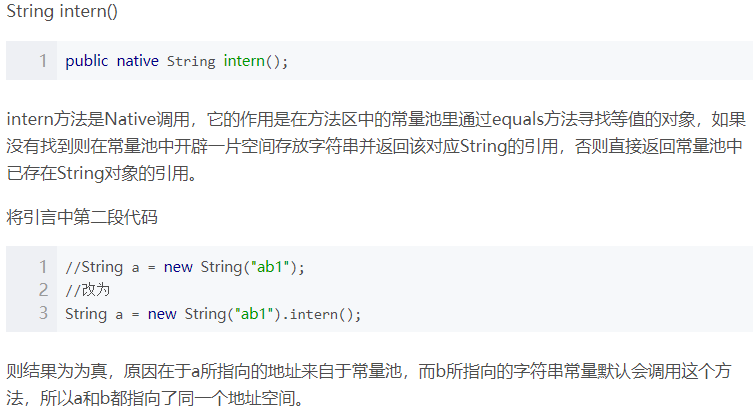 String intern()
1 public native String intern();
intern方法是Native调用，它的作用是在方法区中的常量池里通过equals方法寻找等值的对象，如果
没有找到则在常量池中开辟一片空间存放字符串并返回该对应String的引用，否则直接返回常量池中
已存在String对象的引用。
将引言中第二段代码
1 //String a = new String("ab1");
2 //改为
3 String a = new String("ab1").intern();
则结果为为真，原因在于a所指向的地址来自于常量池，而b所指向的字符串常量默认会调用这个方
法，所以a和b都指向了同一个地址空间。